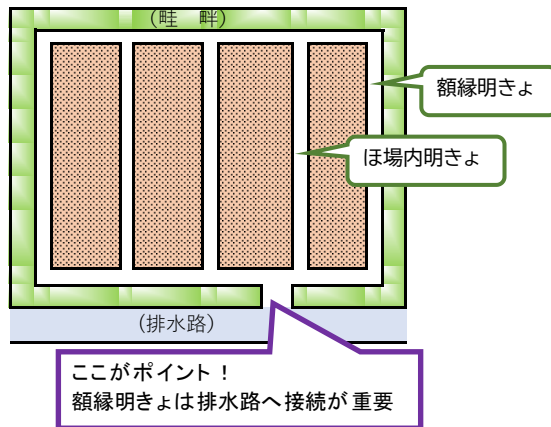 (畦　畔)
額縁明きょ
ほ場内明きょ
(排水路)
ここがポイント！
額縁明きょは排水路へ接続が重要